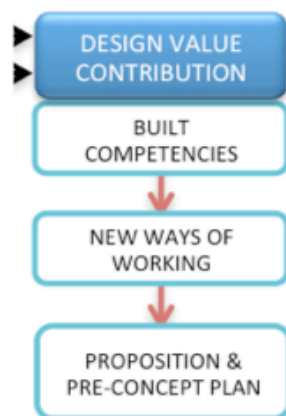 DESIGN VALUE
CONTRIBUTION
BUILT
COMPETENCIES
NEW WAYS OF
WORKING
PROPOSITION &
PRE-CONCEPT PLAN